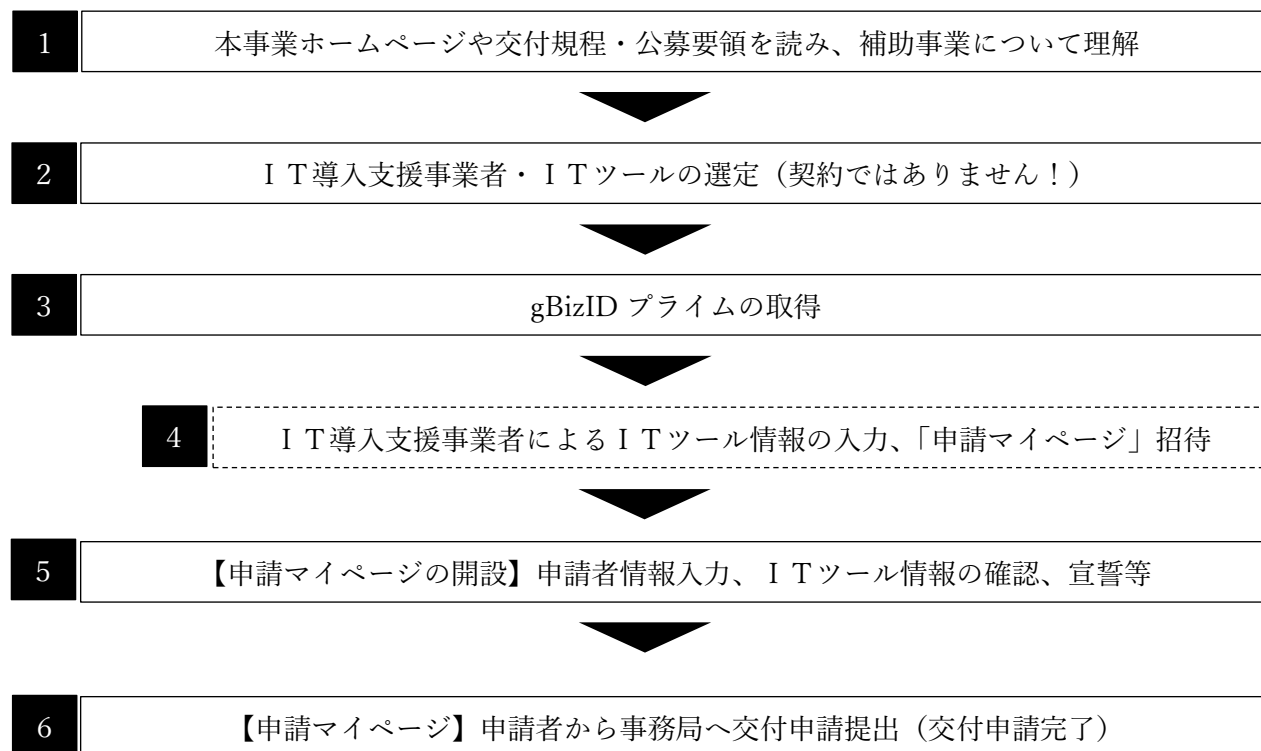 1 本事業ホームページや交付規程・公募要領を読み、補助事業について理解
2 ＩＴ導入支援事業者・ＩＴツールの選定（契約ではありません！）
3 gBizID プライムの取得
4 ＩＴ導入支援事業者によるＩＴツール情報の入力、「申請マイページ」招待
5 【申請マイページの開設】申請者情報入力、ＩＴツール情報の確認、宣誓等
6 【申請マイページ】申請者から事務局へ交付申請提出（交付申請完了）